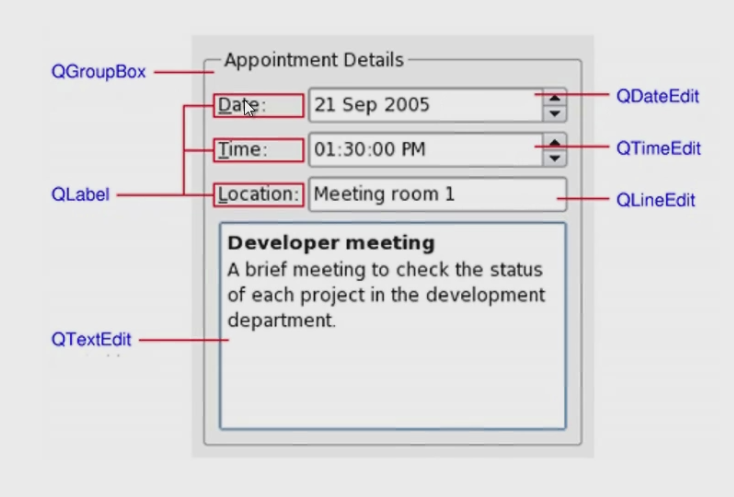 Appointment Details
QGroupBox
Date:
21 Sep 2005
QDateEdit
Time:
01:30:00 PM
QTimeEdit
QLabel
Location:
Meeting room 1
QLineEdit
Developer meeting
A brief meeting to check the status
of each project in the development
department.
QTextEdit